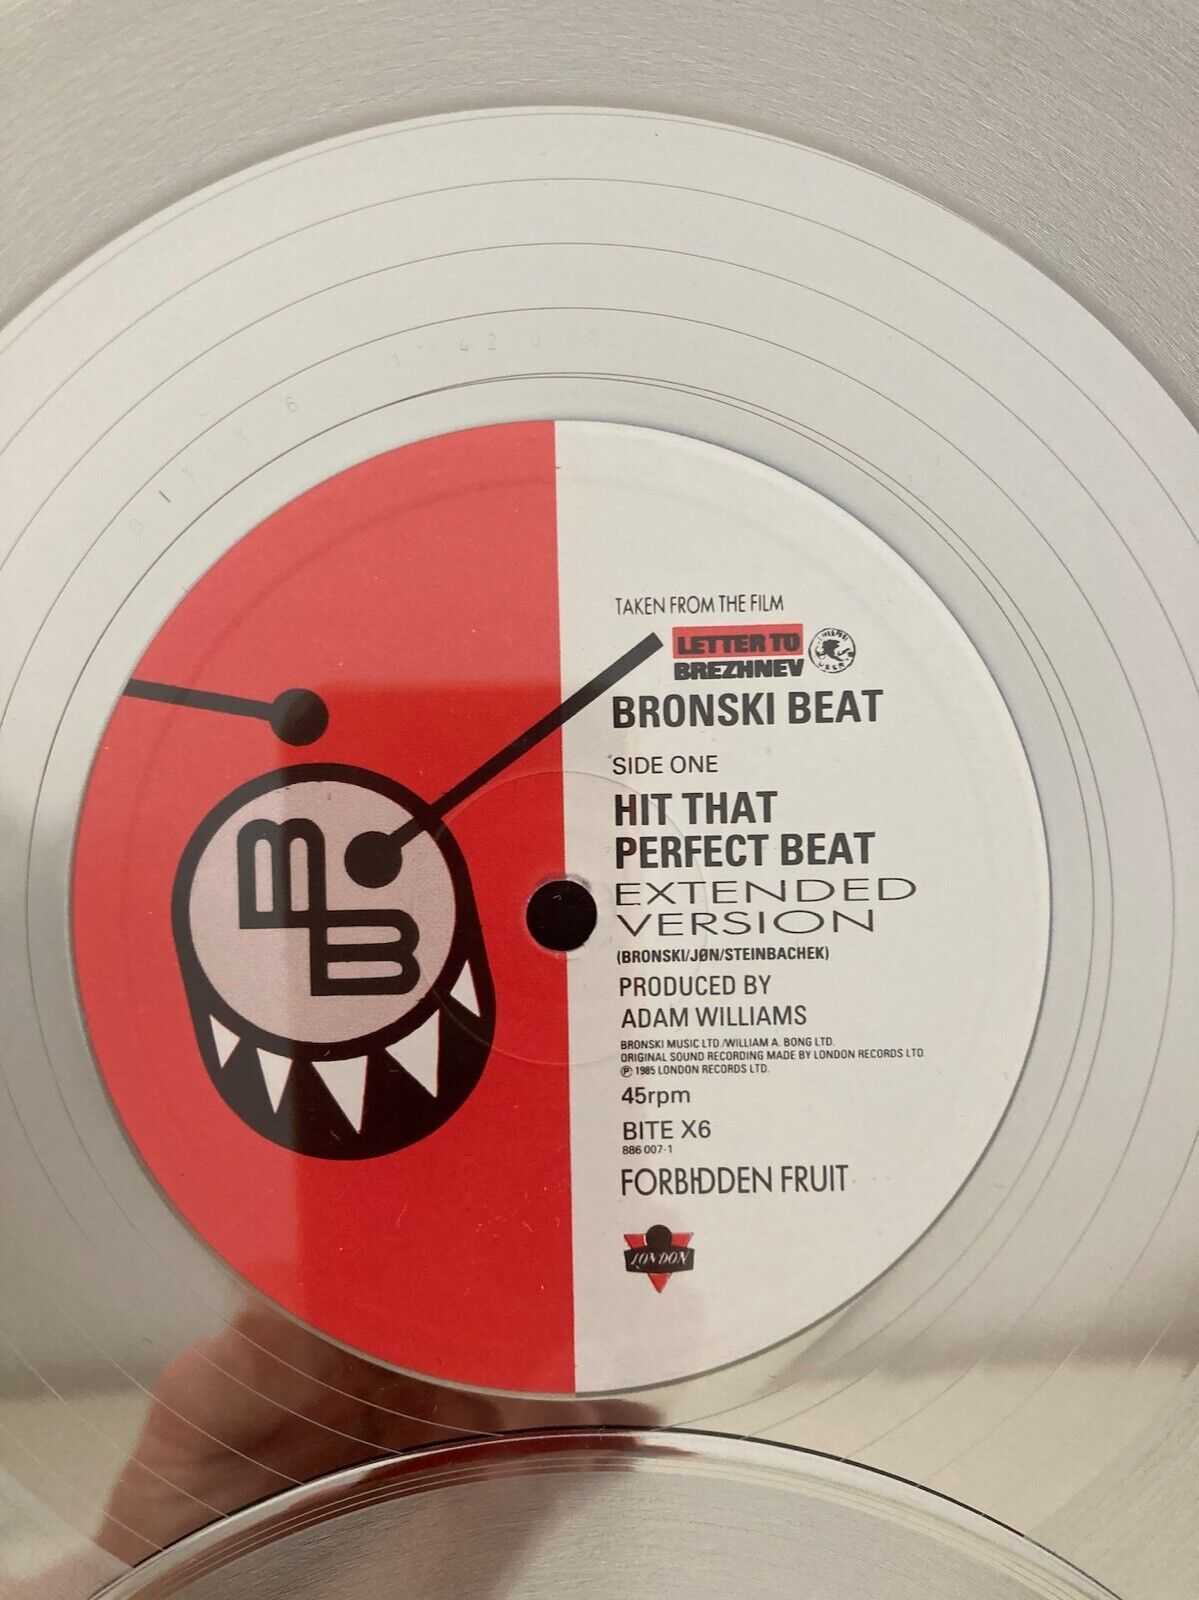 TAKEN FROM THE FILM
LETTER TO
BREZHNEV
BRONSKI BEAT
SIDE ONE
HIT THAT
PERFECT BEAT
EXTENDED
VERSION
(BRONSKI/JØN/STEINBACHEK)
PRODUCED BY
ADAM WILLIAMS
BRONSKI MUSIC LTD./WILLIAM A. BONG LTD.
ORIGINAL SOUND RECORDING MADE BY LONDON RECORDS LTD.
℗ 1985 LONDON RECORDS LTD.
45rpm
BITE X6
886 007-1
FORBIDDEN FRUIT
LONDON
BB